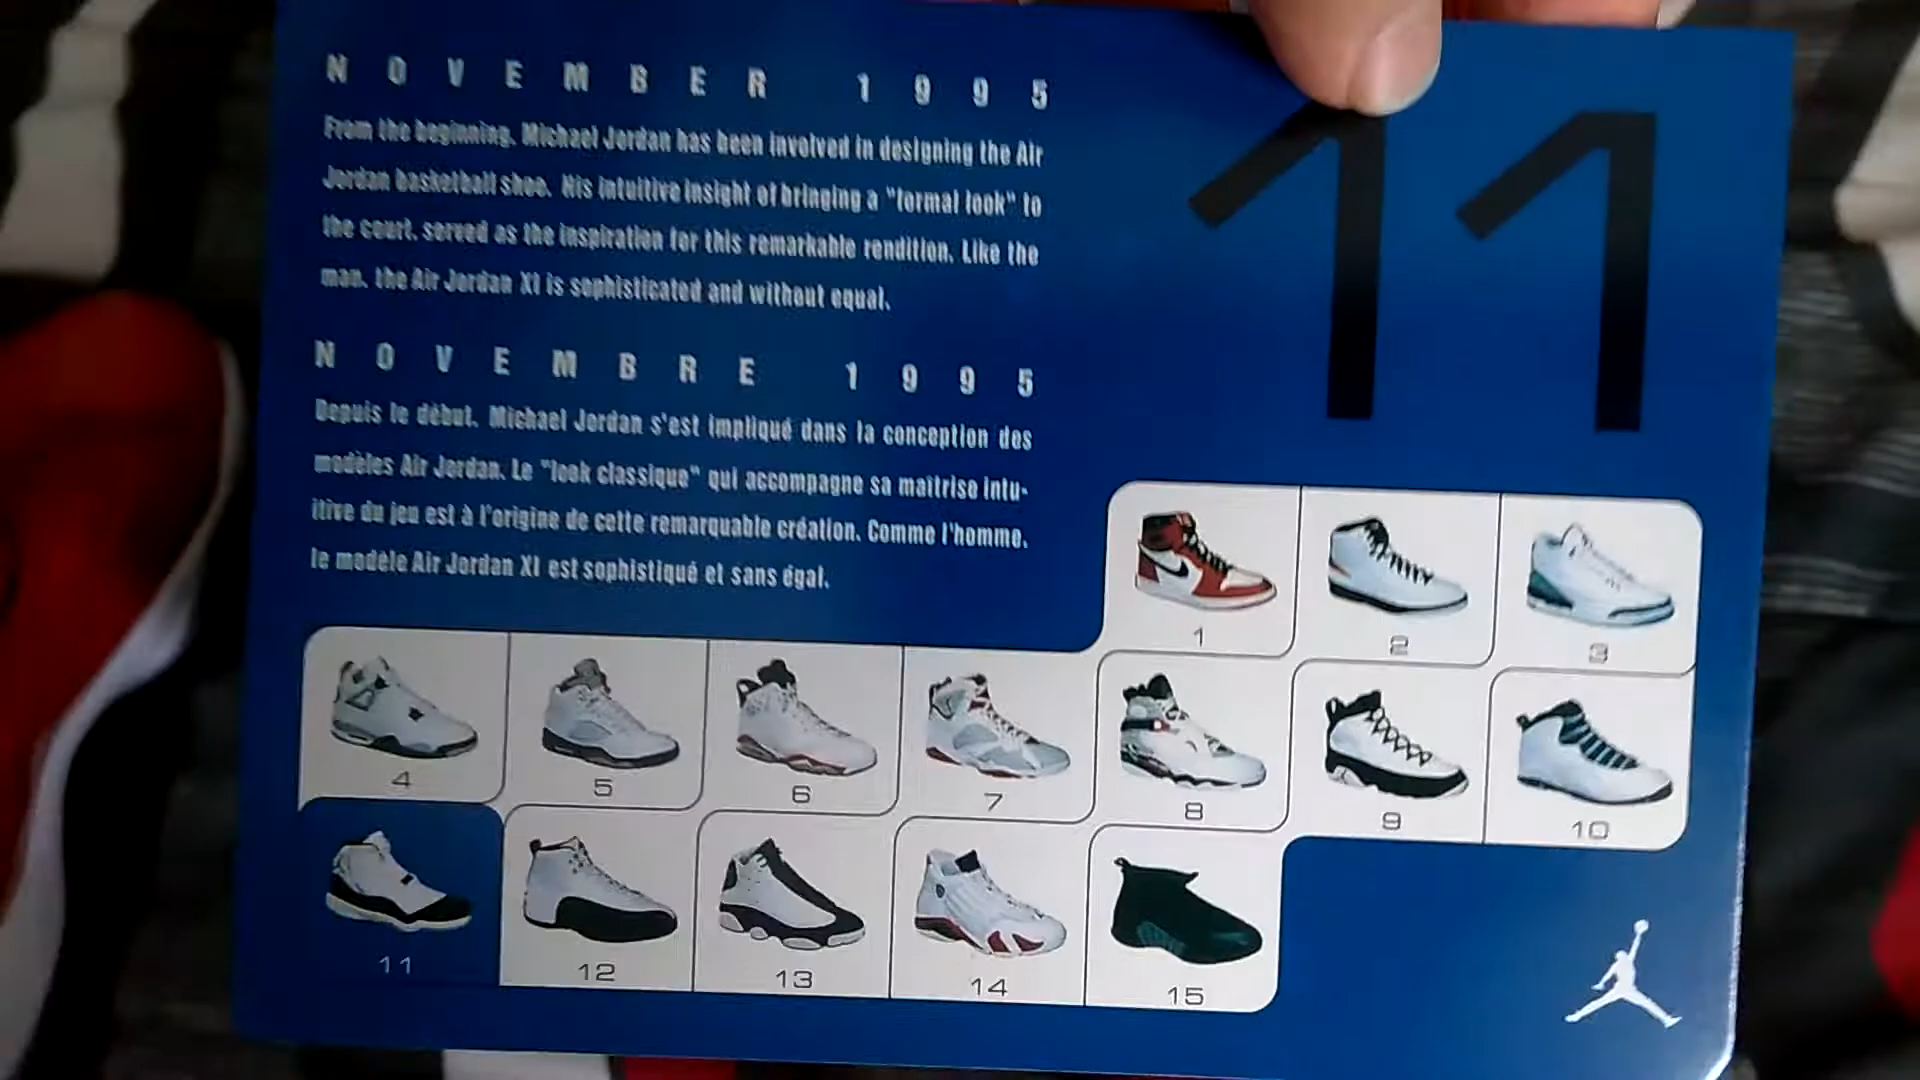 NOVEMBER 1995
From the beginning, Michael Jordan has been involved in designing the Air
Jordan basketball shoe. His intuitive insight of bringing a "formal look" to
the court, served as the inspiration for this remarkable rendition. Like the
man, the Air Jordan XI is sophisticated and without equal.
NOVEMBRE 1995
Depuis le début, Michael Jordan s'est impliqué dans la conception des
modèles Air Jordan. Le "look classique" qui accompagne sa maîtrise intu-
itive du jeu est à l'origine de cette remarquable création. Comme l'homme,
le modèle Air Jordan XI est sophistiqué et sans égal.
11
1 2 3
4 5 6 7 8 9 10
11 12 13 14 15